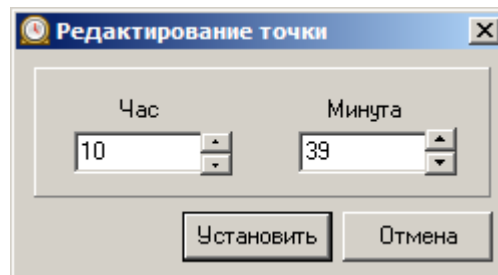 Редактирование точки
Час Минута
10 39
Установить Отмена